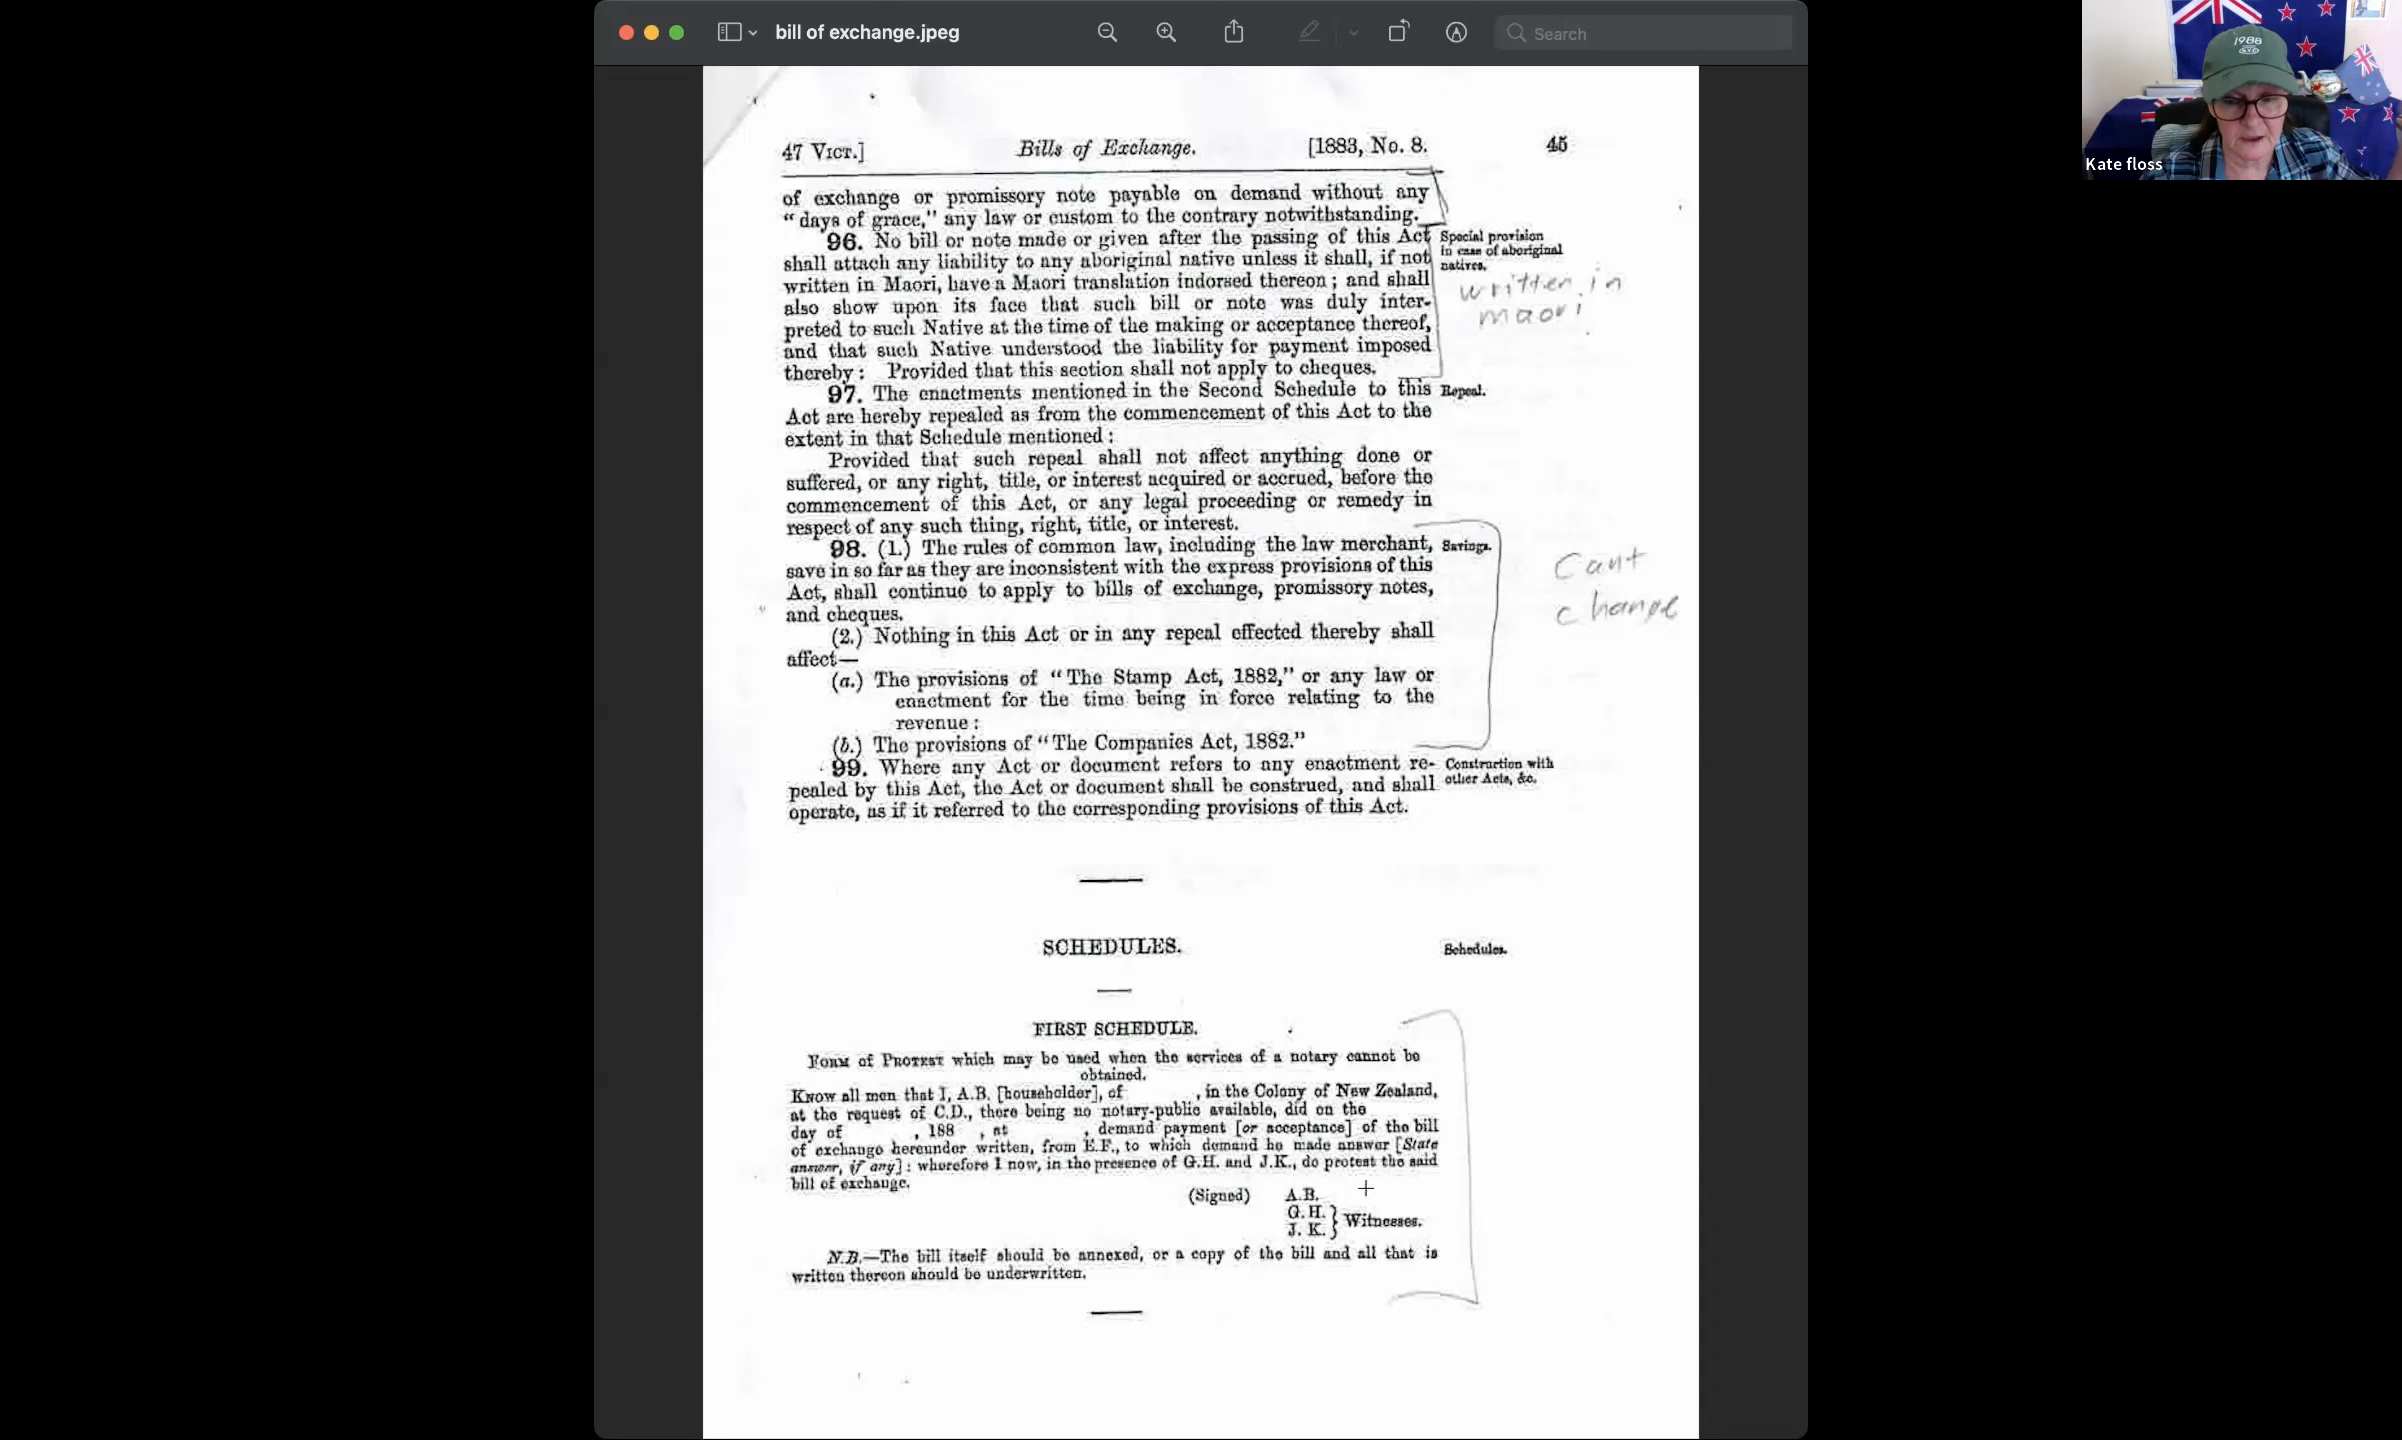 bill of exchange.jpeg
Search
1986
Kate floss
47 VICT.] Bills of Exchange. [1883, No. 8. 45
of exchange or promissory note payable on demand without any
“ days of grace,” any law or custom to the contrary notwithstanding.
96. No bill or note made or given after the passing of this Act
shall attach any liability to any aboriginal native unless it shall, if not
written in Maori, have a Maori translation indorsed thereon ; and shall
also show upon its face that such bill or note was duly inter-
preted to such Native at the time of the making or acceptance thereof,
and that such Native understood the liability for payment imposed
thereby : Provided that this section shall not apply to cheques.
Special provision
in case of aboriginal
natives.
written in
maori
97. The enactments mentioned in the Second Schedule to this
Act are hereby repealed as from the commencement of this Act to the
extent in that Schedule mentioned :
Repeal.
Provided that such repeal shall not affect anything done or
suffered, or any right, title, or interest acquired or accrued, before the
commencement of this Act, or any legal proceeding or remedy in
respect of any such thing, right, title, or interest.
98. (1.) The rules of common law, including the law merchant,
save in so far as they are inconsistent with the express provisions of this
Act, shall continue to apply to bills of exchange, promissory notes,
and cheques.
Savings.
Cant
change
(2.) Nothing in this Act or in any repeal effected thereby shall
affect—
(a.) The provisions of “The Stamp Act, 1882,” or any law or
enactment for the time being in force relating to the
revenue :
(b.) The provisions of “The Companies Act, 1882.”
99. Where any Act or document refers to any enactment re-
pealed by this Act, the Act or document shall be construed, and shall
operate, as if it referred to the corresponding provisions of this Act.
Construction with
other Acts, &c.
SCHEDULES.
Schedules.
FIRST SCHEDULE.
FORM of PROTEST which may be used when the services of a notary cannot be
obtained.
KNOW all men that I, A.B. [householder], of , in the Colony of New Zealand,
at the request of C.D., there being no notary-public available, did on the
day of , 188 , at , demand payment [or acceptance] of the bill
of exchange hereunder written, from E.F., to which demand he made answer [State
answer, if any] : wherefore I now, in the presence of G.H. and J.K., do protest the said
bill of exchange.
(Signed) A.B.
G.H.
J.K. } Witnesses.
N.B.—The bill itself should be annexed, or a copy of the bill and all that is
written thereon should be underwritten.